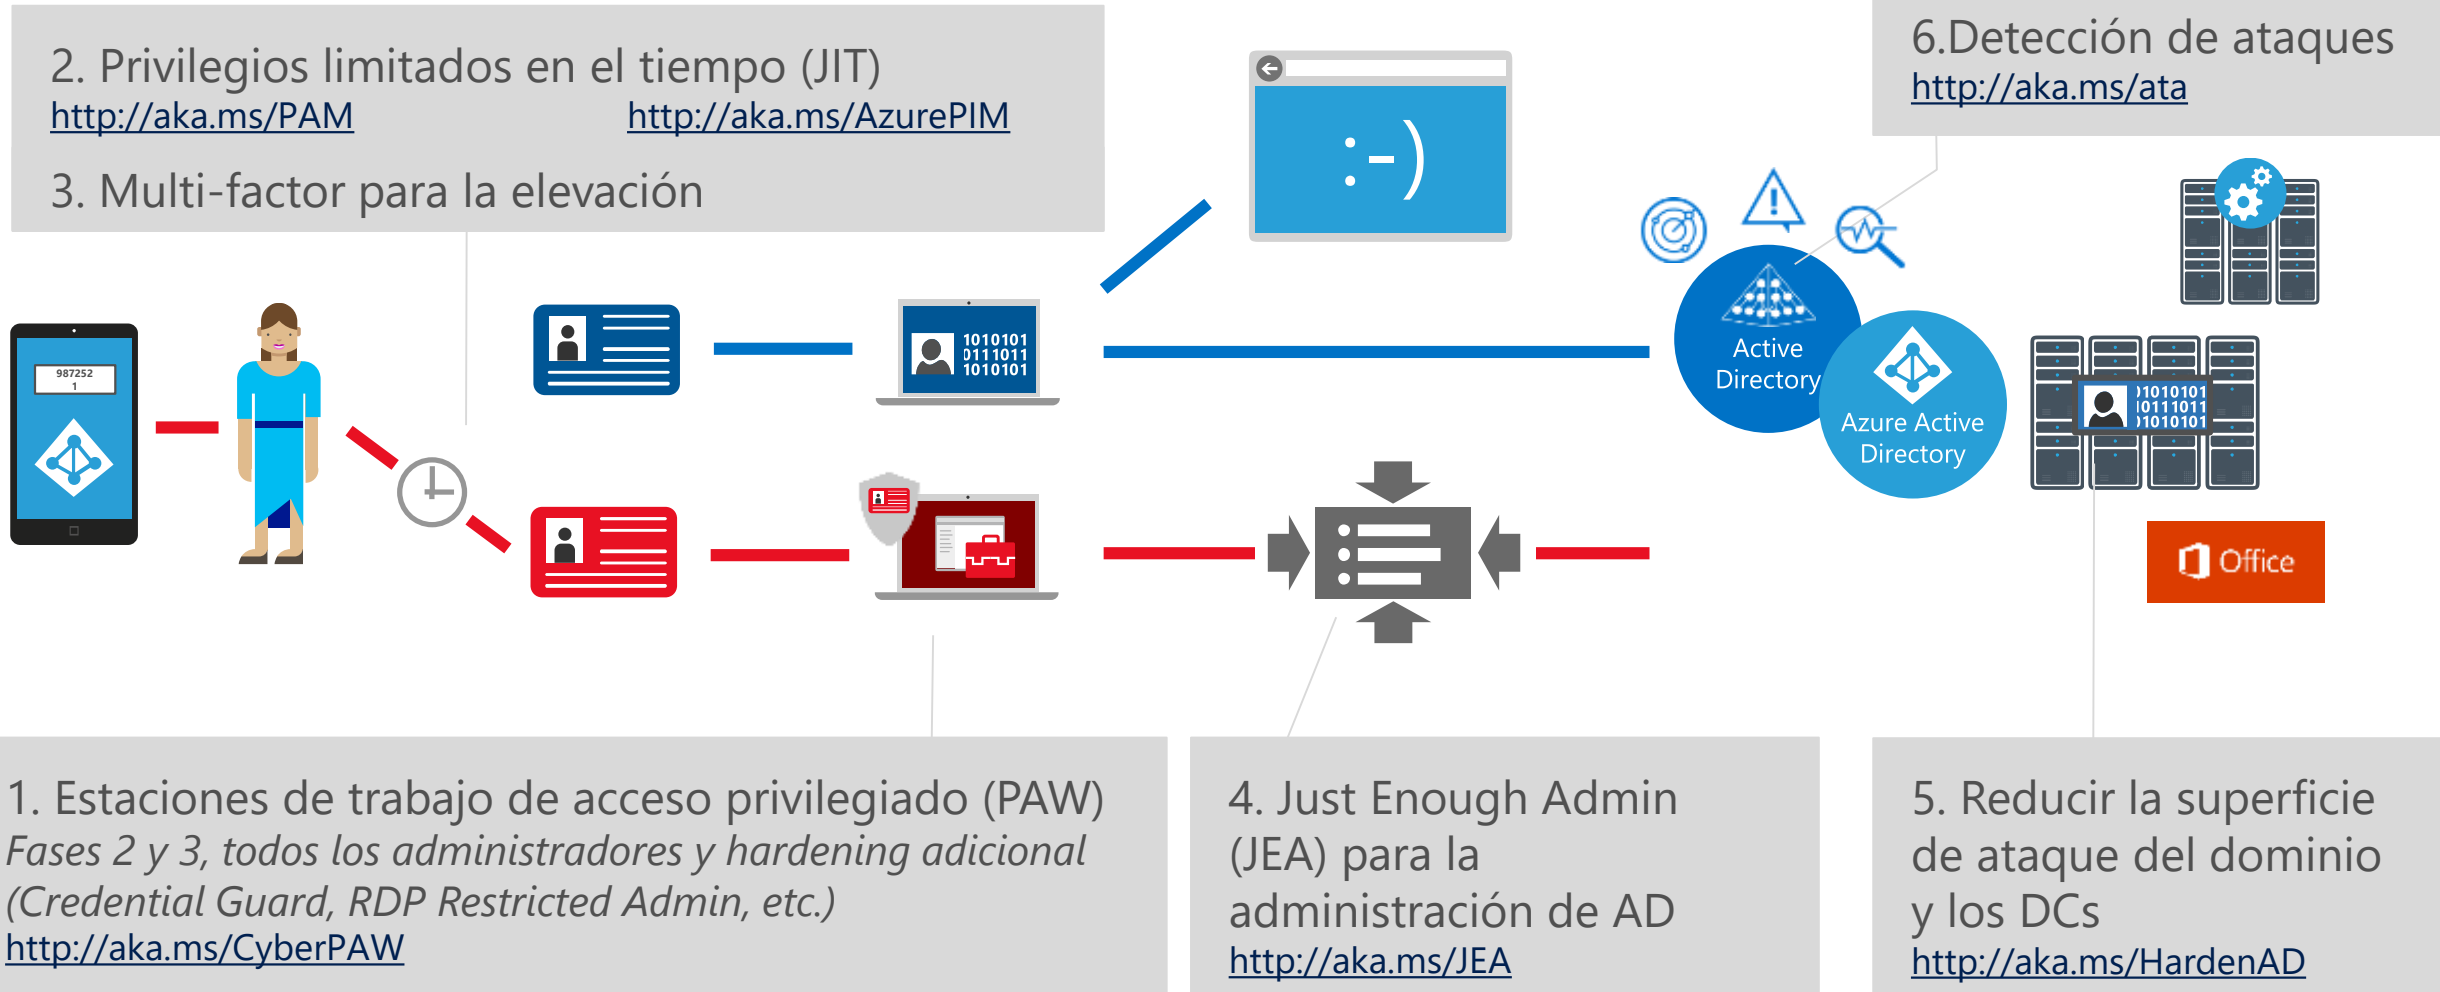 2. Privilegios limitados en el tiempo (JIT)
http://aka.ms/PAM http://aka.ms/AzurePIM
3. Multi-factor para la elevación
:-)
6.Detección de ataques
http://aka.ms/ata
987252
1
1010101
0111011
1010101
Active
Directory
Azure Active
Directory
01010101
10111011
01010101
Office
1. Estaciones de trabajo de acceso privilegiado (PAW)
Fases 2 y 3, todos los administradores y hardening adicional
(Credential Guard, RDP Restricted Admin, etc.)
http://aka.ms/CyberPAW
4. Just Enough Admin
(JEA) para la
administración de AD
http://aka.ms/JEA
5. Reducir la superficie
de ataque del dominio
y los DCs
http://aka.ms/HardenAD